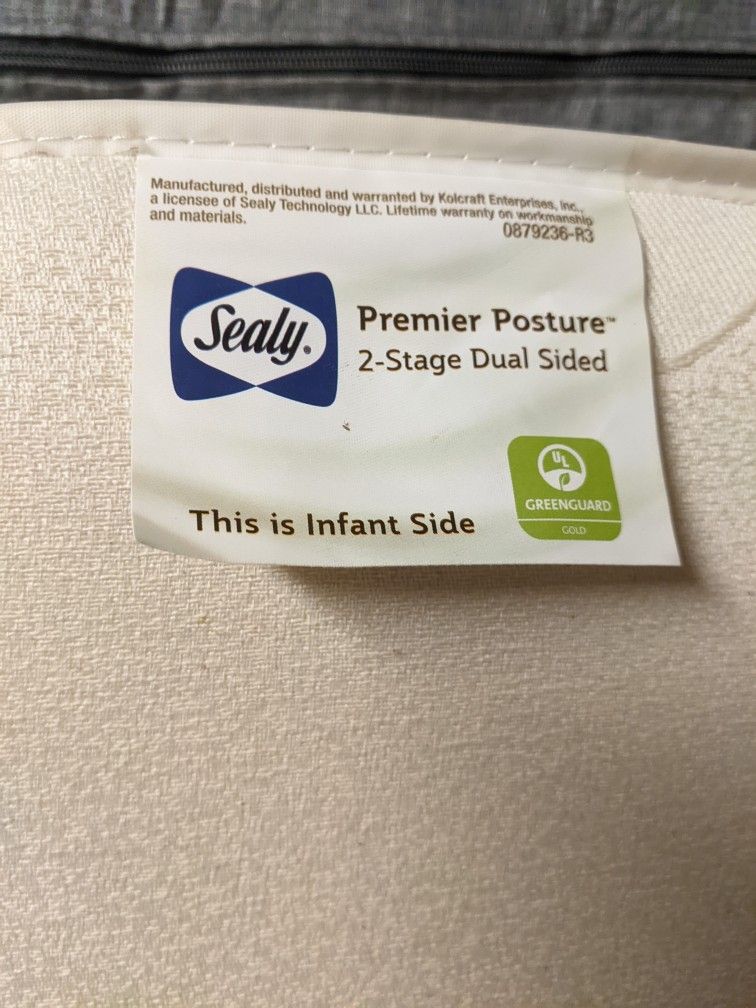 Manufactured, distributed and warranted by Kolcraft Enterprises, Inc.,
a licensee of Sealy Technology LLC. Lifetime warranty on workmanship
and materials.
0879236-R3
Sealy®
Premier Posture™
2-Stage Dual Sided
UL
GREENGUARD
GOLD
This is Infant Side